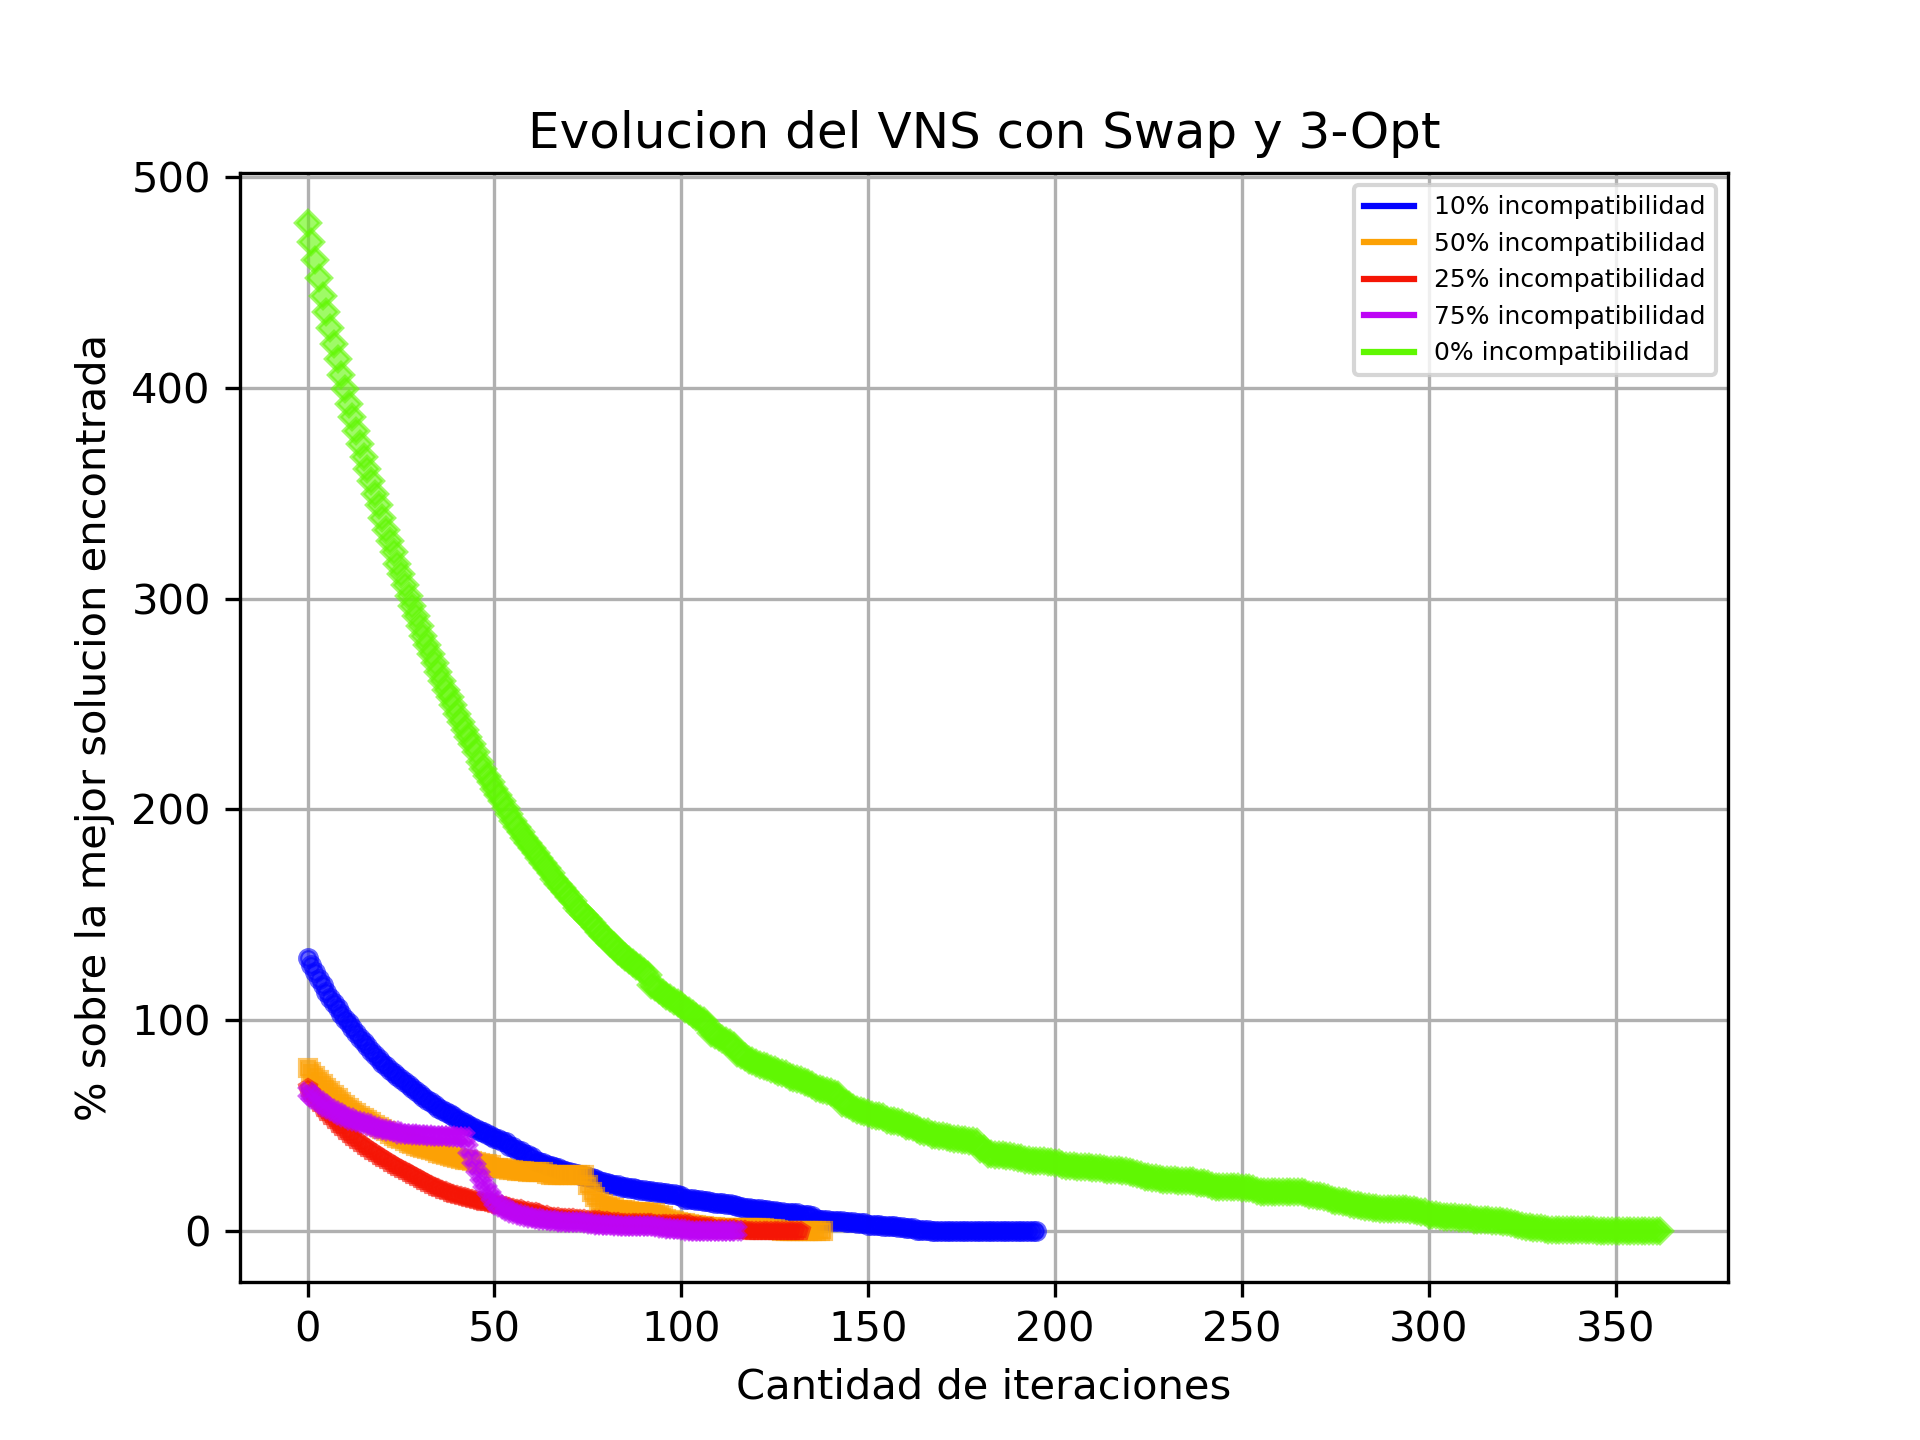 Evolucion del VNS con Swap y 3-Opt
% sobre la mejor solucion encontrada
500
400
300
200
100
0
10% incompatibilidad
50% incompatibilidad
25% incompatibilidad
75% incompatibilidad
0% incompatibilidad
0 50 100 150 200 250 300 350
Cantidad de iteraciones